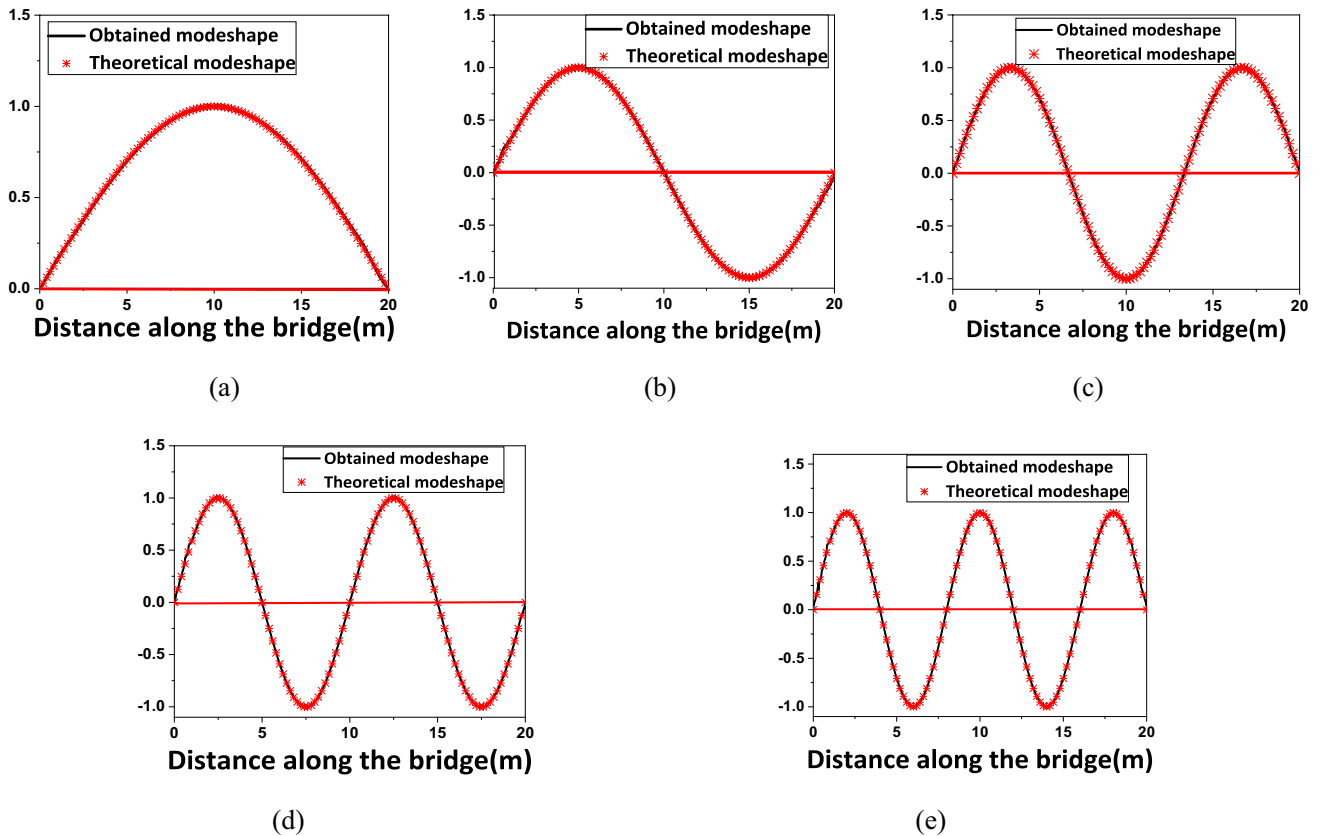 1.5
Obtained modeshape
Theoretical modeshape
1.0
0.5
0.0
0 5 10 15 20
Distance along the bridge(m)
(a)
1.5
Obtained modeshape
Theoretical modeshape
1.0
0.5
0.0
-0.5
-1.0
0 5 10 15 20
Distance along the bridge(m)
(b)
1.5
Obtained modeshape
Theoretical modeshape
1.0
0.5
0.0
-0.5
-1.0
0 5 10 15 20
Distance along the bridge(m)
(c)
1.5
Obtained modeshape
Theoretical modeshape
1.0
0.5
0.0
-0.5
-1.0
0 5 10 15 20
Distance along the bridge(m)
(d)
1.5
Obtained modeshape
Theoretical modeshape
1.0
0.5
0.0
-0.5
-1.0
0 5 10 15 20
Distance along the bridge(m)
(e)